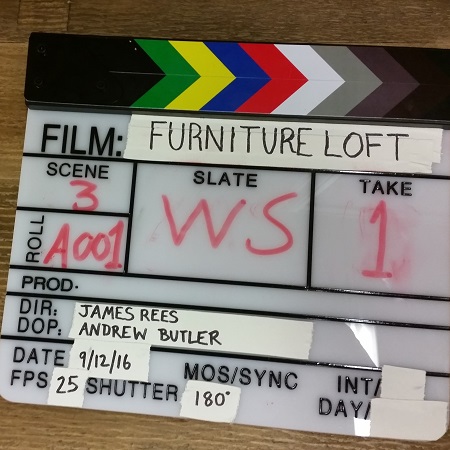 FILM: FURNITURE LOFT
SCENE SLATE TAKE
3 WS 1
ROLL A001
PROD.
DIR: JAMES REES
DOP: ANDREW BUTLER
DATE 9/12/16 MOS/SYNC INT/
FPS 25 SHUTTER 180° DAY/